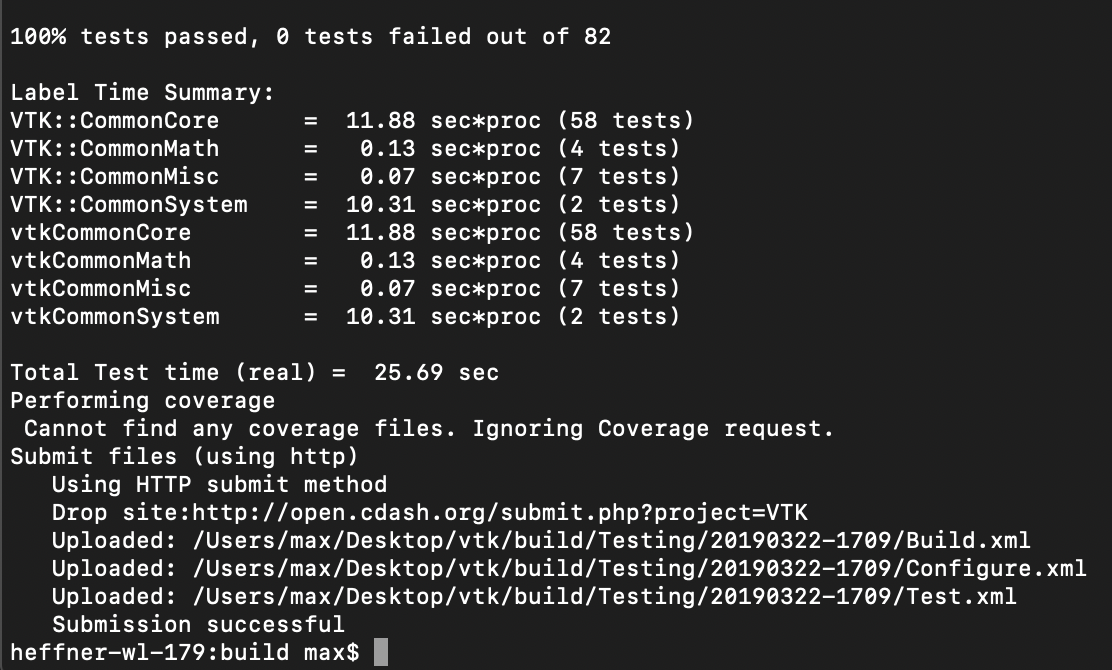 100% tests passed, 0 tests failed out of 82
Label Time Summary:
VTK::CommonCore      =  11.88 sec*proc (58 tests)
VTK::CommonMath      =   0.13 sec*proc (4 tests)
VTK::CommonMisc      =   0.07 sec*proc (7 tests)
VTK::CommonSystem    =  10.31 sec*proc (2 tests)
vtkCommonCore        =  11.88 sec*proc (58 tests)
vtkCommonMath        =   0.13 sec*proc (4 tests)
vtkCommonMisc        =   0.07 sec*proc (7 tests)
vtkCommonSystem      =  10.31 sec*proc (2 tests)
Total Test time (real) =  25.69 sec
Performing coverage
 Cannot find any coverage files. Ignoring Coverage request.
Submit files (using http)
   Using HTTP submit method
   Drop site:http://open.cdash.org/submit.php?project=VTK
   Uploaded: /Users/max/Desktop/vtk/build/Testing/20190322-1709/Build.xml
   Uploaded: /Users/max/Desktop/vtk/build/Testing/20190322-1709/Configure.xml
   Uploaded: /Users/max/Desktop/vtk/build/Testing/20190322-1709/Test.xml
   Submission successful
heffner-wl-179:build max$